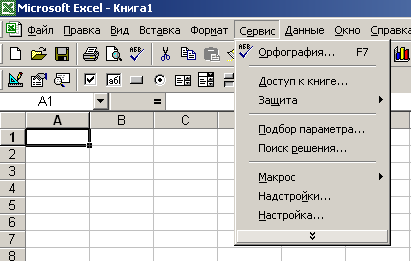 Microsoft Excel - Книга1
Файл Правка Вид Вставка Формат Сервис Данные Окно Справка
Орфография... F7
ab|
Доступ к книге...
A1 =
Защита
A B C
1
Подбор параметра...
2
Поиск решения...
3
4
Макрос
5
Надстройки...
6
Настройка...
7
8